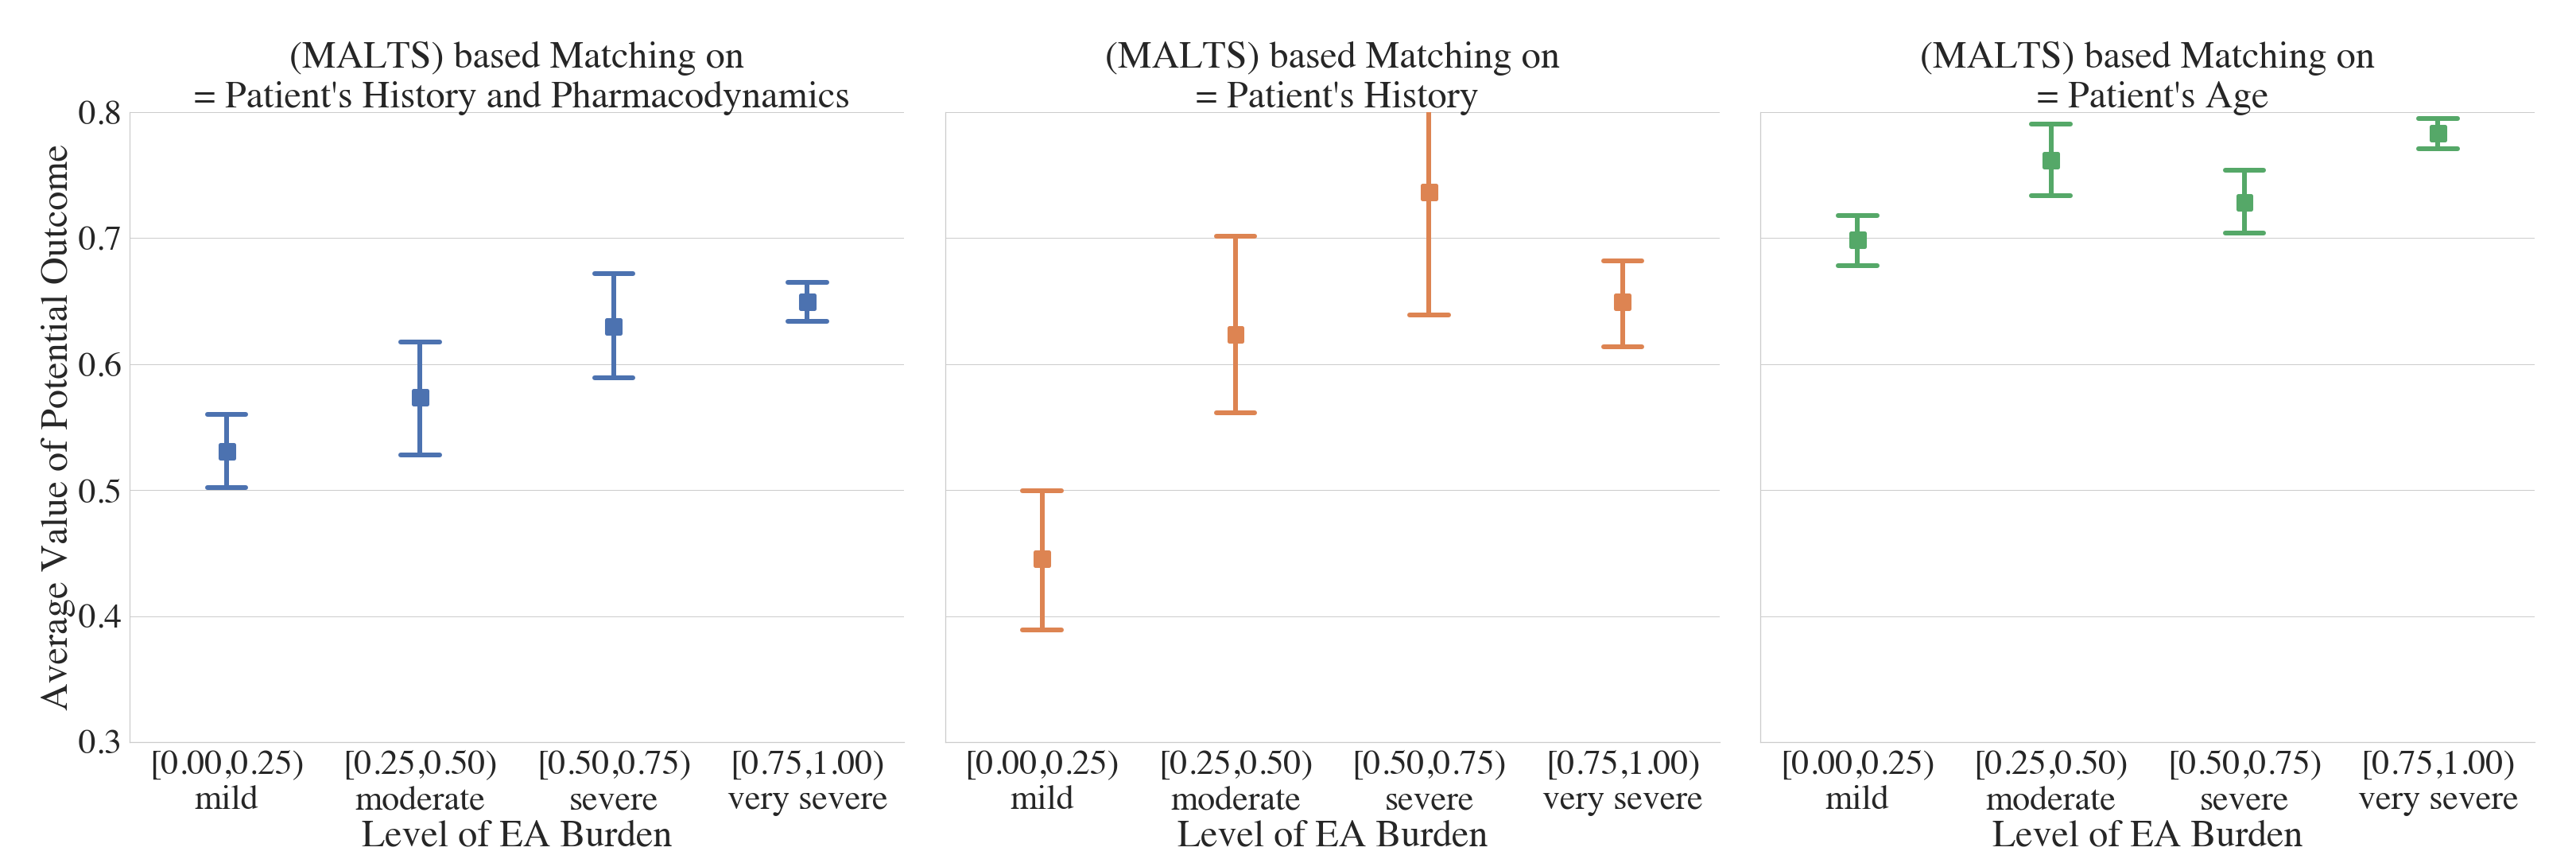 (MALTS) based Matching on
= Patient's History and Pharmacodynamics
(MALTS) based Matching on
= Patient's History
(MALTS) based Matching on
= Patient's Age
Average Value of Potential Outcome
0.8
0.7
0.6
0.5
0.4
0.3
[0.00,0.25)
mild
[0.25,0.50)
moderate
[0.50,0.75)
severe
[0.75,1.00)
very severe
Level of EA Burden
[0.00,0.25)
mild
[0.25,0.50)
moderate
[0.50,0.75)
severe
[0.75,1.00)
very severe
Level of EA Burden
[0.00,0.25)
mild
[0.25,0.50)
moderate
[0.50,0.75)
severe
[0.75,1.00)
very severe
Level of EA Burden